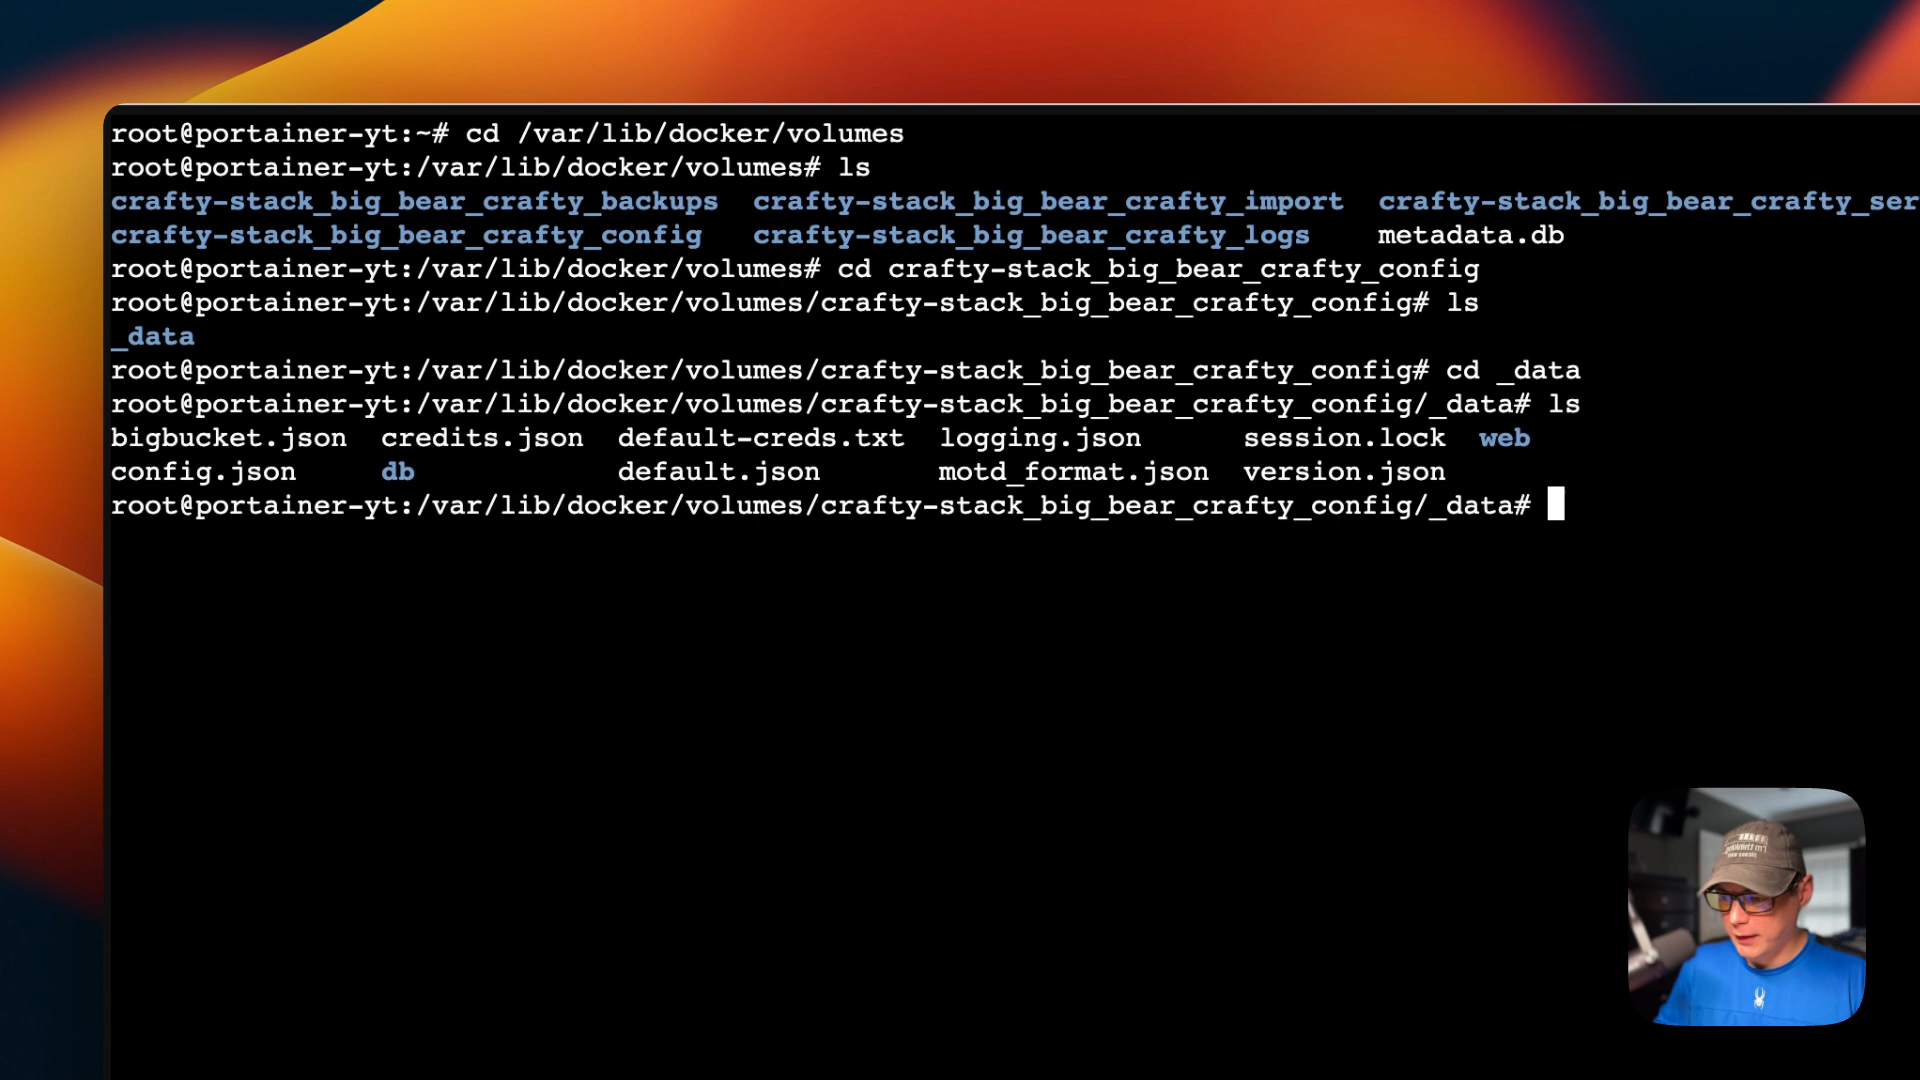 root@portainer-yt:~# cd /var/lib/docker/volumes
root@portainer-yt:/var/lib/docker/volumes# ls
crafty-stack_big_bear_crafty_backups  crafty-stack_big_bear_crafty_import  crafty-stack_big_bear_crafty_ser
crafty-stack_big_bear_crafty_config   crafty-stack_big_bear_crafty_logs    metadata.db
root@portainer-yt:/var/lib/docker/volumes# cd crafty-stack_big_bear_crafty_config
root@portainer-yt:/var/lib/docker/volumes/crafty-stack_big_bear_crafty_config# ls
_data
root@portainer-yt:/var/lib/docker/volumes/crafty-stack_big_bear_crafty_config# cd _data
root@portainer-yt:/var/lib/docker/volumes/crafty-stack_big_bear_crafty_config/_data# ls
bigbucket.json  credits.json  default-creds.txt  logging.json      session.lock  web
config.json     db            default.json       motd_format.json  version.json
root@portainer-yt:/var/lib/docker/volumes/crafty-stack_big_bear_crafty_config/_data#